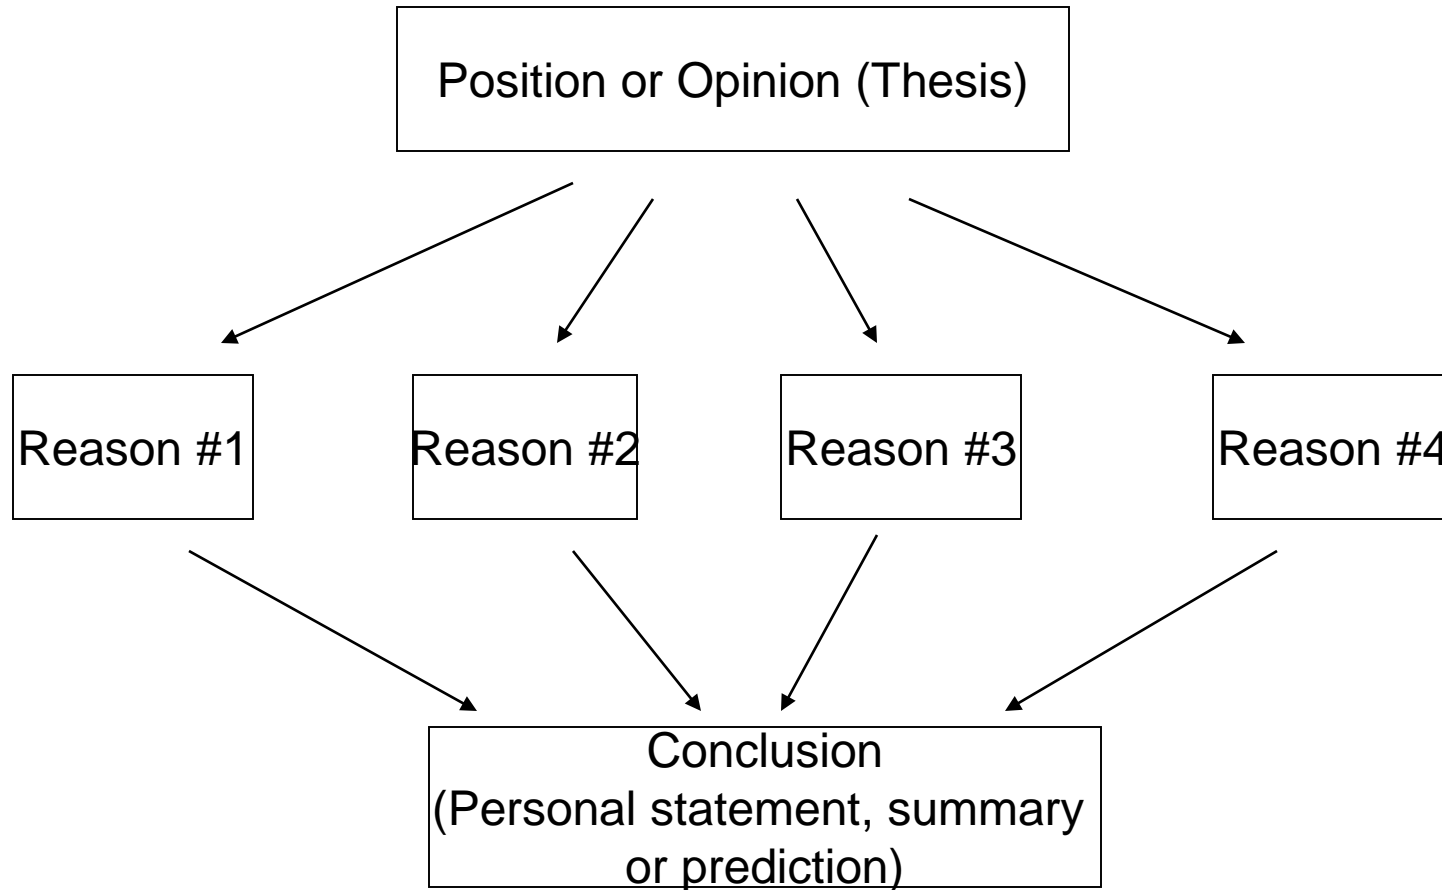 Position or Opinion (Thesis)
Reason #1
Reason #2
Reason #3
Reason #4
Conclusion
(Personal statement, summary
or prediction)